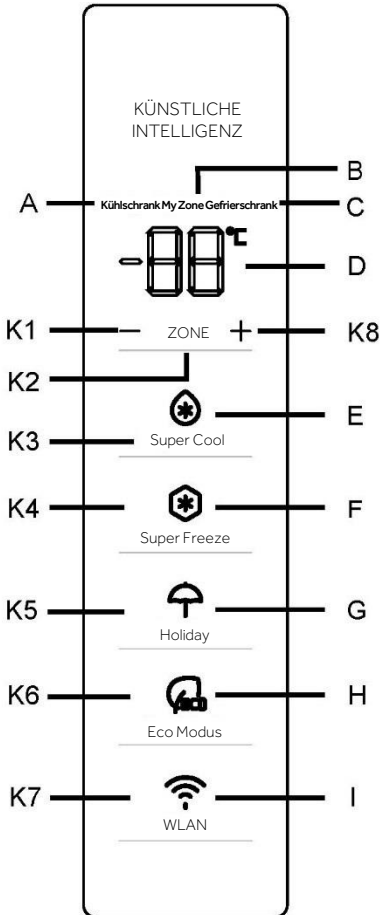 KÜNSTLICHE
INTELLIGENZ
B
A Kühlschrank My Zone Gefrierschrank C
-88°C D
K1 − ZONE + K8
K2
E
K3 Super Cool
K4 F
Super Freeze
K5 G
Holiday
K6 eco H
Eco Modus
K7 I
WLAN